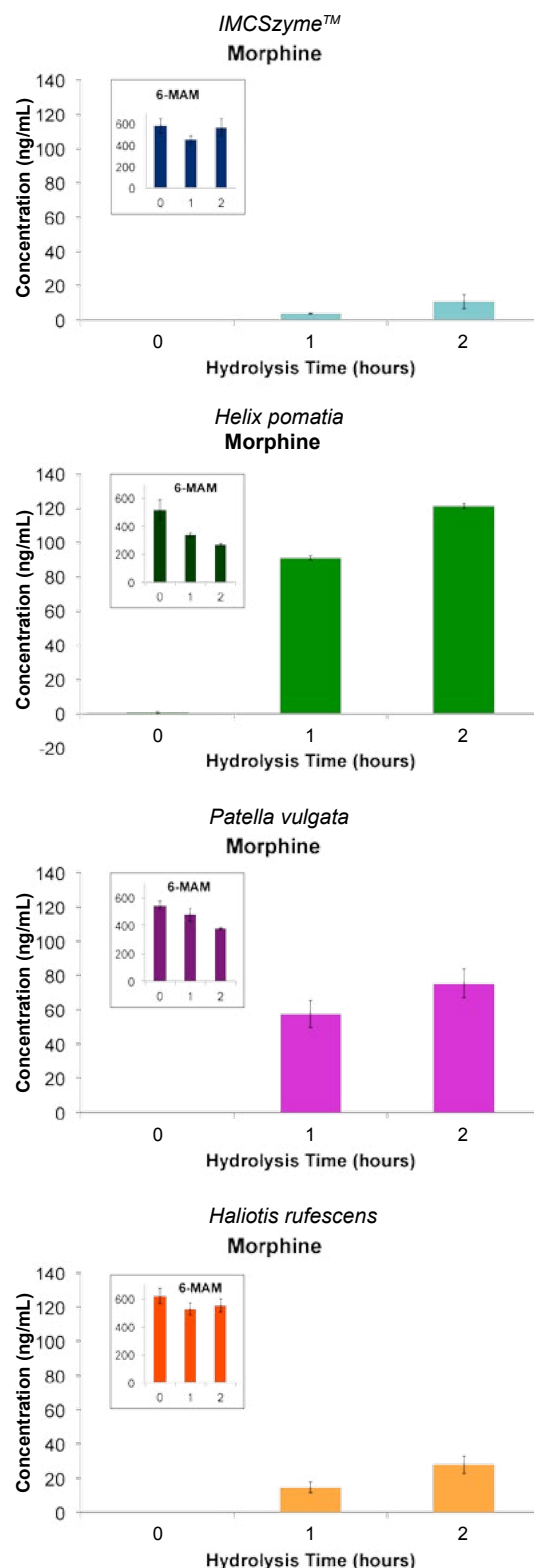 IMCSzyme™
Morphine
Concentration (ng/mL)
140
120
100
80
60
40
20
0
6-MAM
600
400
200
0
0 1 2
0 1 2
Hydrolysis Time (hours)
Helix pomatia
Morphine
Concentration (ng/mL)
140
120
100
80
60
40
20
0
-20
6-MAM
600
400
200
0
0 1 2
0 1 2
Hydrolysis Time (hours)
Patella vulgata
Morphine
Concentration (ng/mL)
140
120
100
80
60
40
20
0
6-MAM
600
400
200
0
0 1 2
0 1 2
Hydrolysis Time (hours)
Haliotis rufescens
Morphine
Concentration (ng/mL)
140
120
100
80
60
40
20
0
6-MAM
600
400
200
0
0 1 2
0 1 2
Hydrolysis Time (hours)